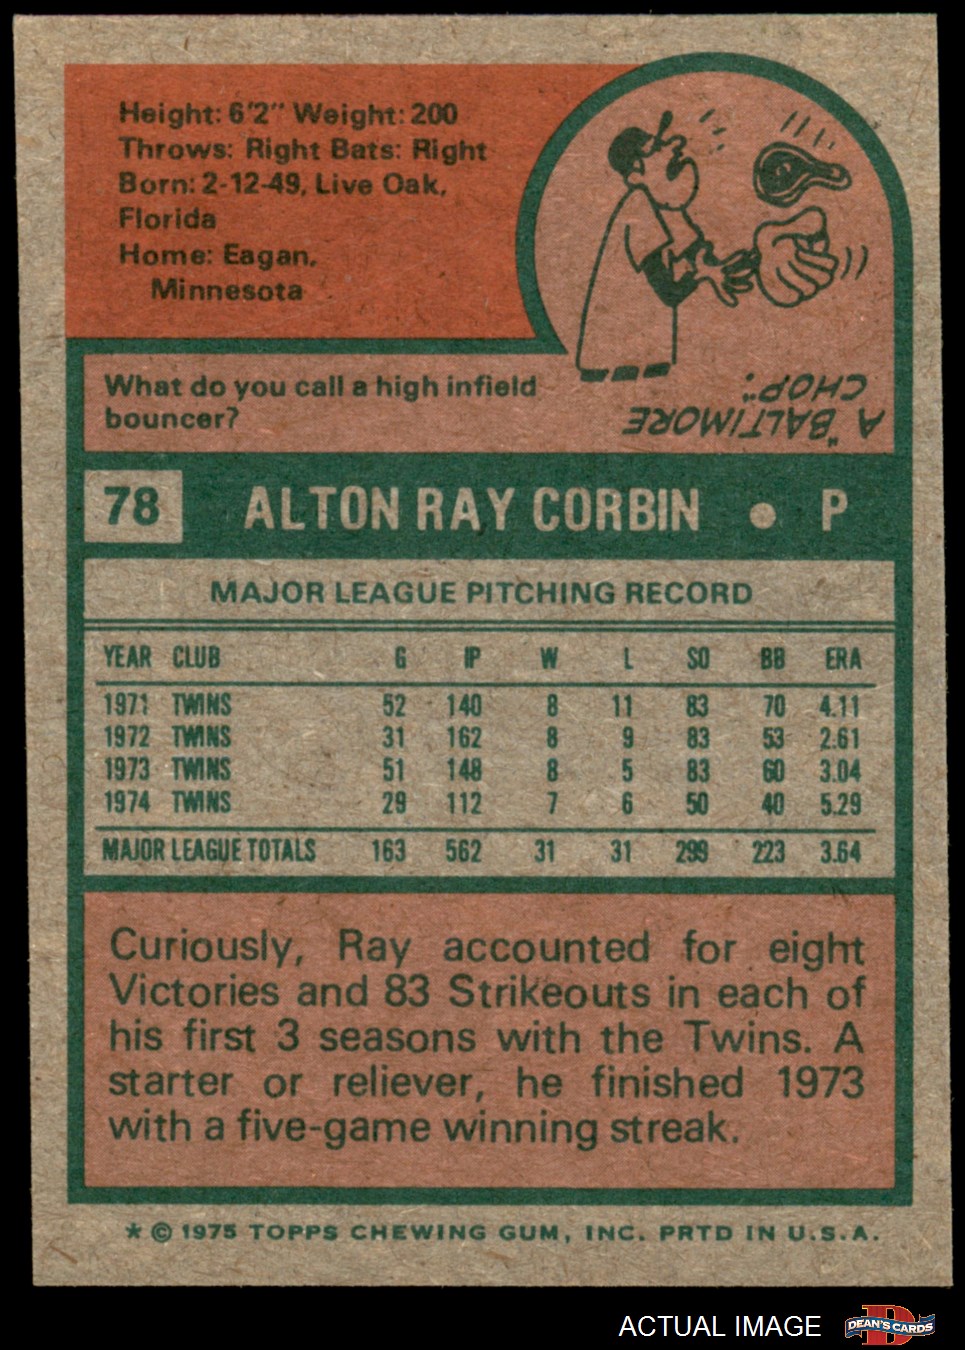 Height: 6'2" Weight: 200
Throws: Right Bats: Right
Born: 2-12-49, Live Oak,
Florida
Home: Eagan,
Minnesota
What do you call a high infield
bouncer?
A "BALTIMORE
CHOP."
78 ALTON RAY CORBIN • P
MAJOR LEAGUE PITCHING RECORD
YEAR CLUB G IP W L SO BB ERA
1971 TWINS 52 140 8 11 83 70 4.11
1972 TWINS 31 162 8 9 83 53 2.61
1973 TWINS 51 148 8 5 83 60 3.04
1974 TWINS 29 112 7 6 50 40 5.29
MAJOR LEAGUE TOTALS 163 562 31 31 299 223 3.64
Curiously, Ray accounted for eight
Victories and 83 Strikeouts in each of
his first 3 seasons with the Twins. A
starter or reliever, he finished 1973
with a five-game winning streak.
* © 1975 TOPPS CHEWING GUM, INC. PRTD IN U.S.A.
ACTUAL IMAGE
D
DEAN'S CARDS